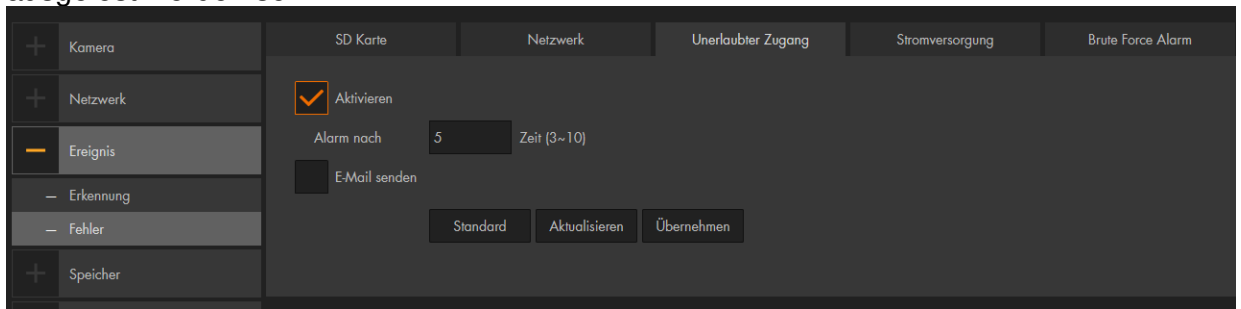 Kamera
SD Karte Netzwerk Unerlaubter Zugang Stromversorgung Brute Force Alarm
Netzwerk
Aktivieren
Alarm nach 5 Zeit (3~10)
Ereignis
E-Mail senden
Erkennung
Fehler
Standard Aktualisieren Übernehmen
Speicher